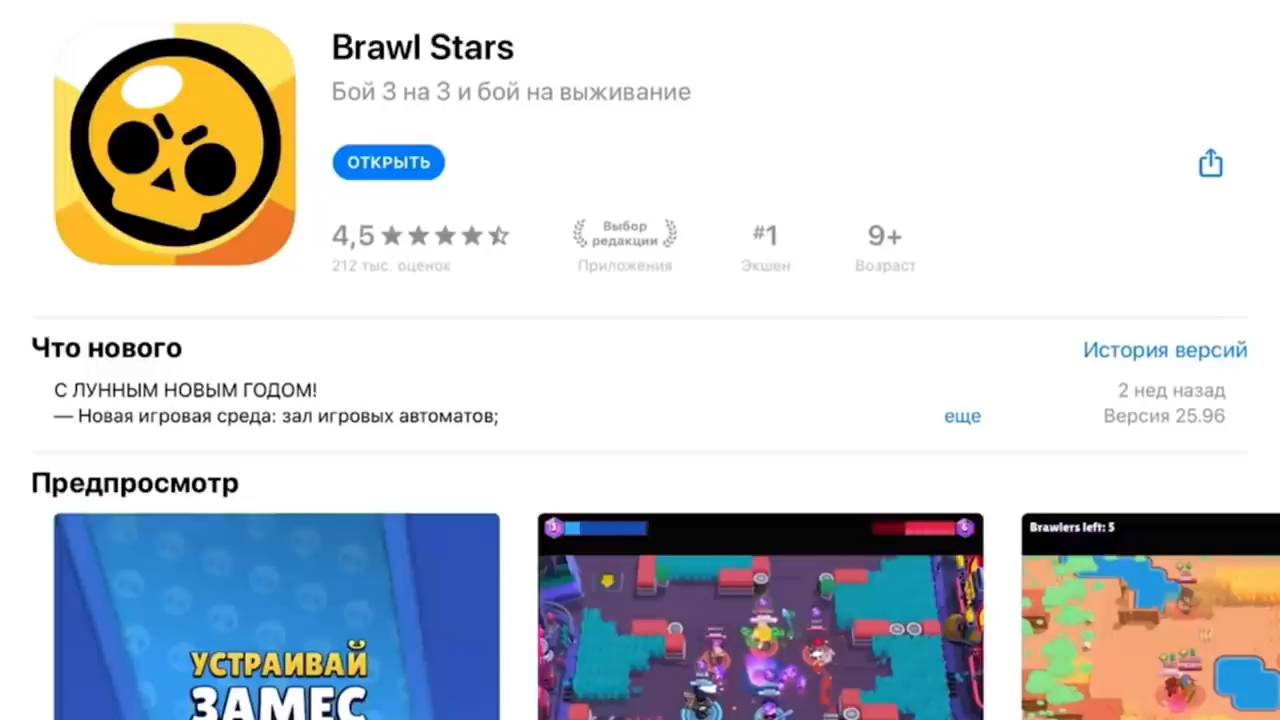 Brawl Stars
Бой 3 на 3 и бой на выживание
ОТКРЫТЬ
4,5
212 тыс. оценок
Выбор
редакции
Приложения
#1
Экшен
9+
Возраст
Что нового
История версий
С ЛУННЫМ НОВЫМ ГОДОМ!
2 нед назад
— Новая игровая среда: зал игровых автоматов;
еще
Версия 25.96
Предпросмотр
УСТРАИВАЙ
ЗАМЕС
Brawlers left: 5